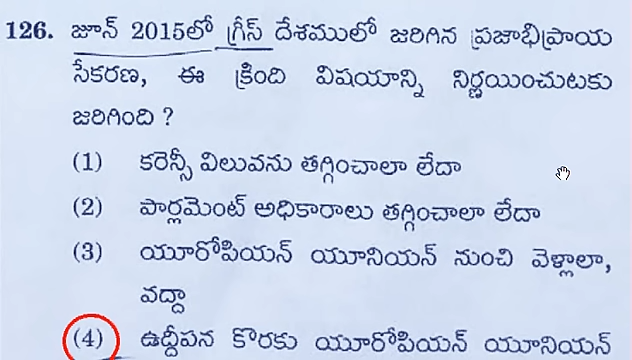 126. జూన్ 2015లో గ్రీస్ దేశములో జరిగిన ప్రజాభిప్రాయ
సేకరణ, ఈ క్రింది విషయాన్ని నిర్ణయించుటకు
జరిగింది ?
(1) కరెన్సీ విలువను తగ్గించాలా లేదా
(2) పార్లమెంట్ అధికారాలు తగ్గించాలా లేదా
(3) యూరోపియన్ యూనియన్ నుంచి వెళ్లాలా,
వద్దా
(4) ఉద్దీపన కొరకు యూరోపియన్ యూనియన్